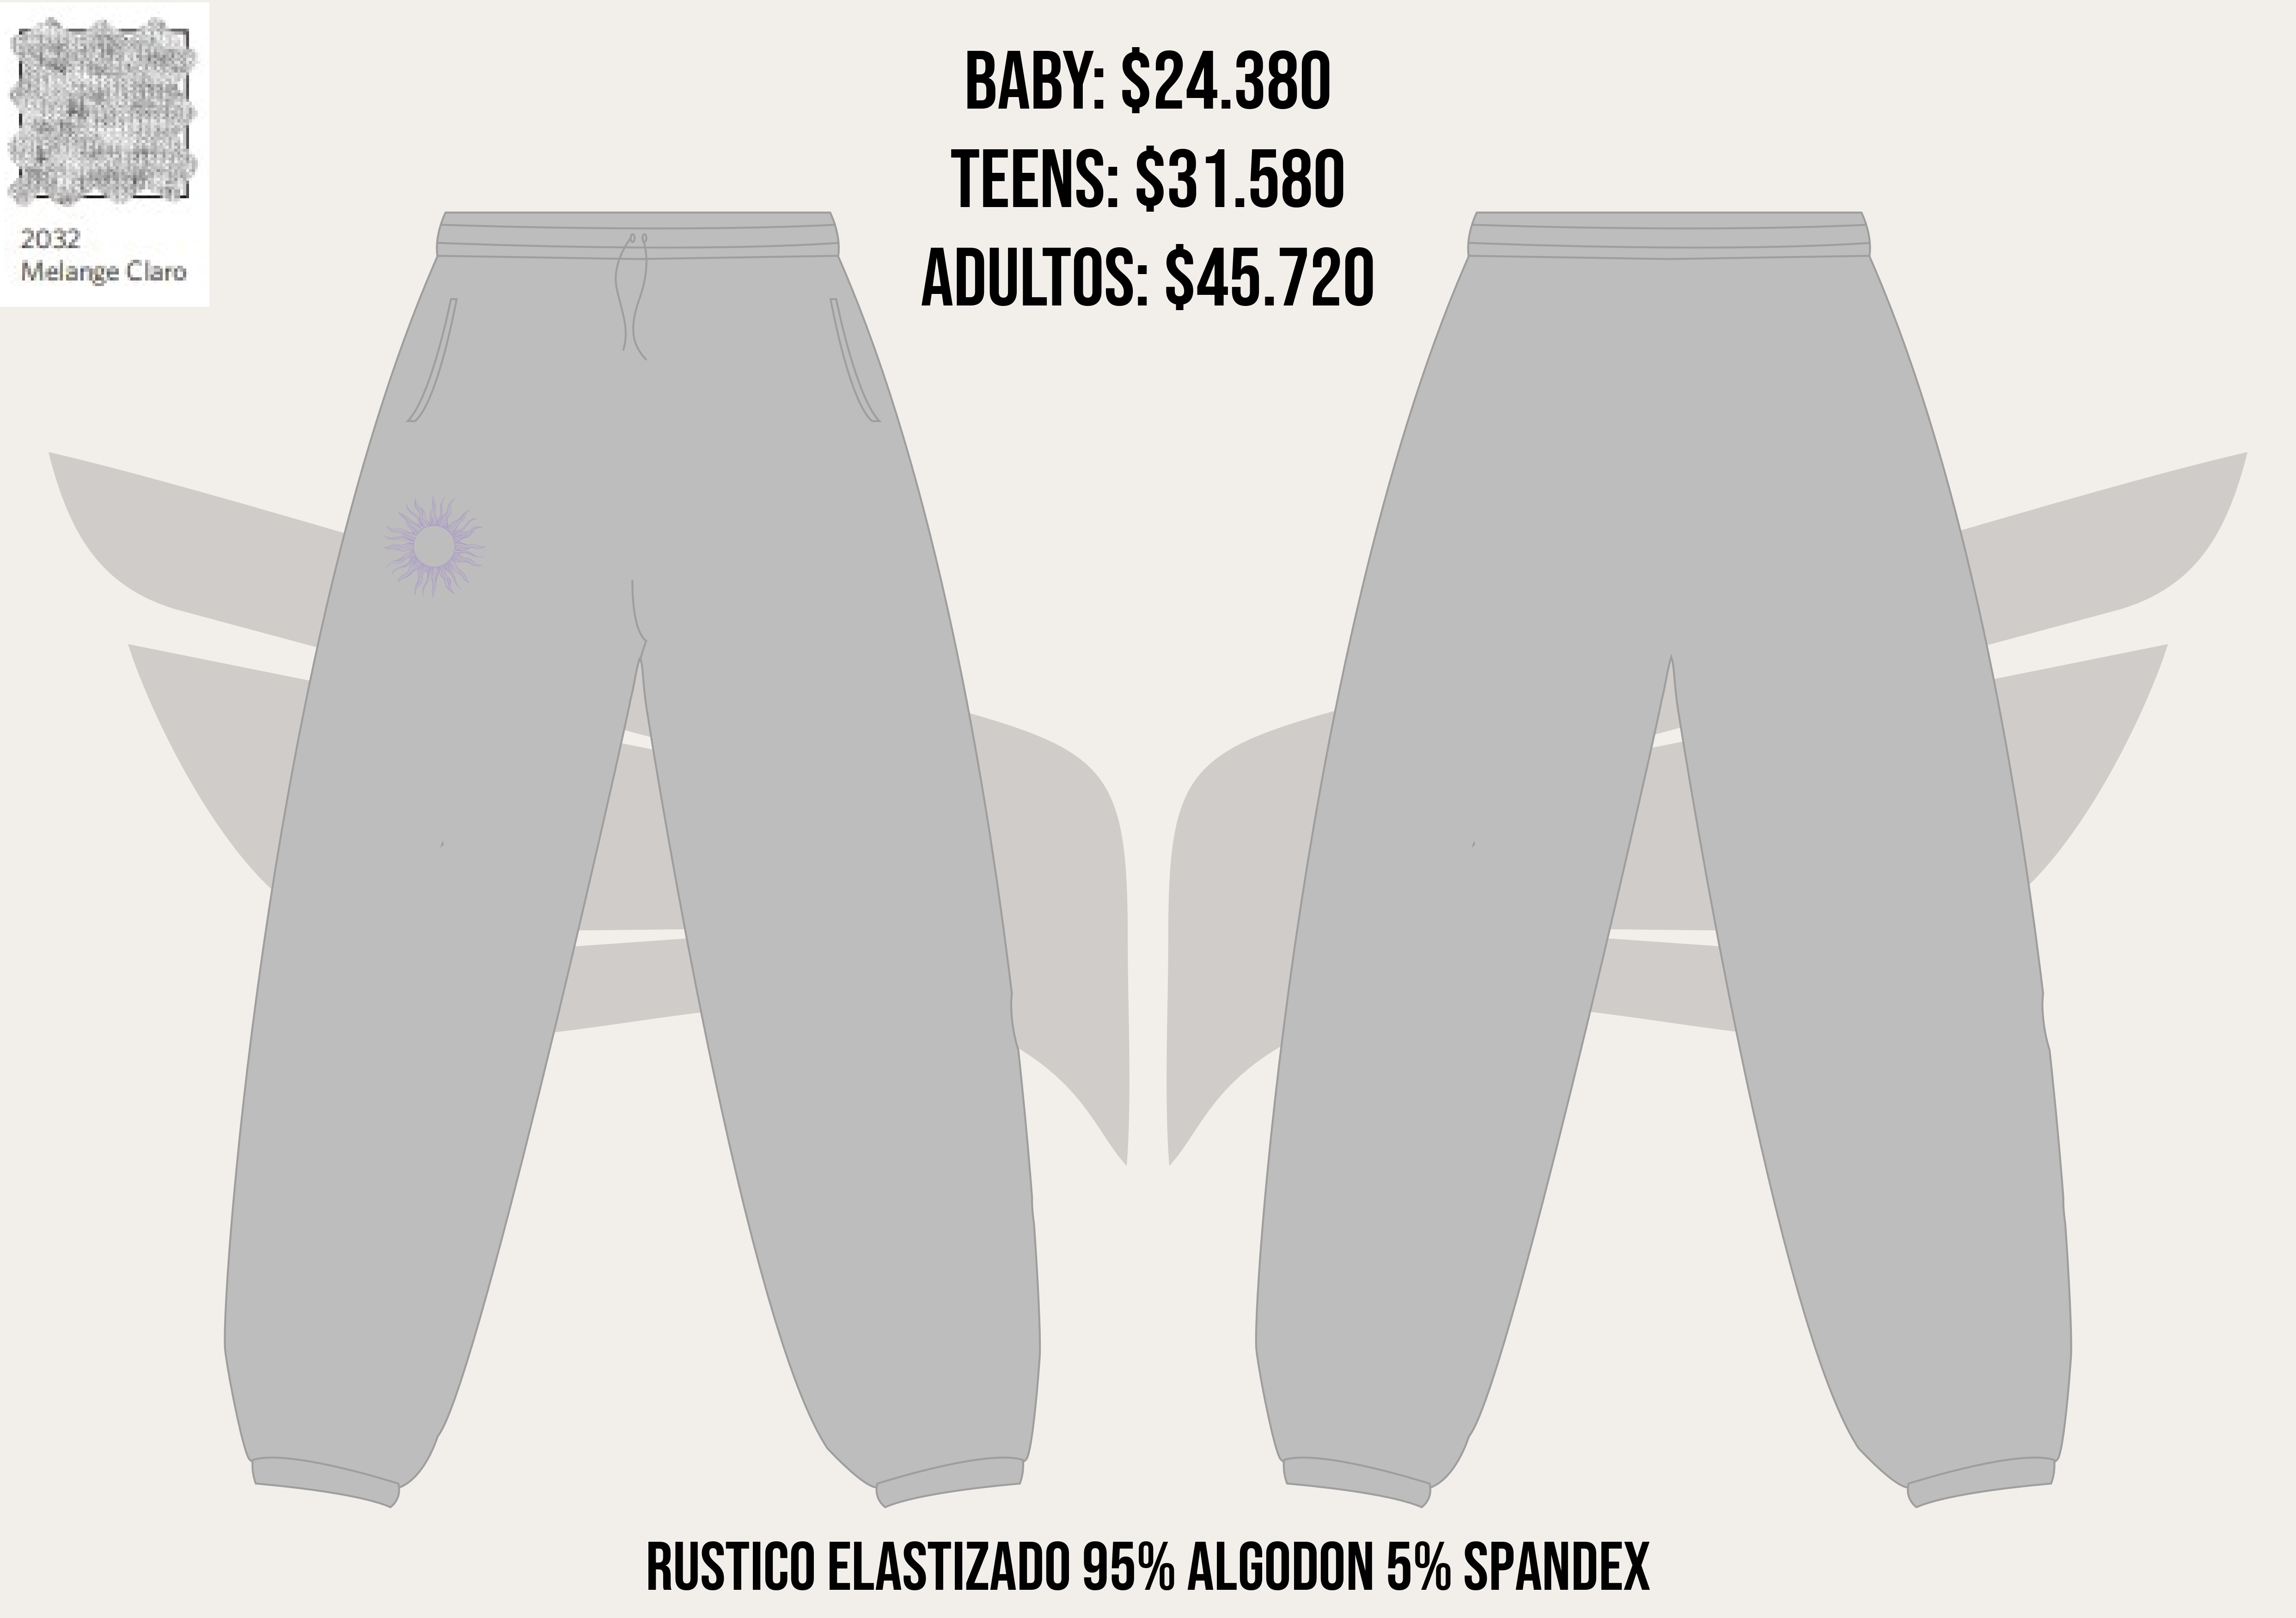 2032
Melange Claro
BABY: $24.380
TEENS: $31.580
ADULTOS: $45.720
RUSTICO ELASTIZADO 95% ALGODON 5% SPANDEX